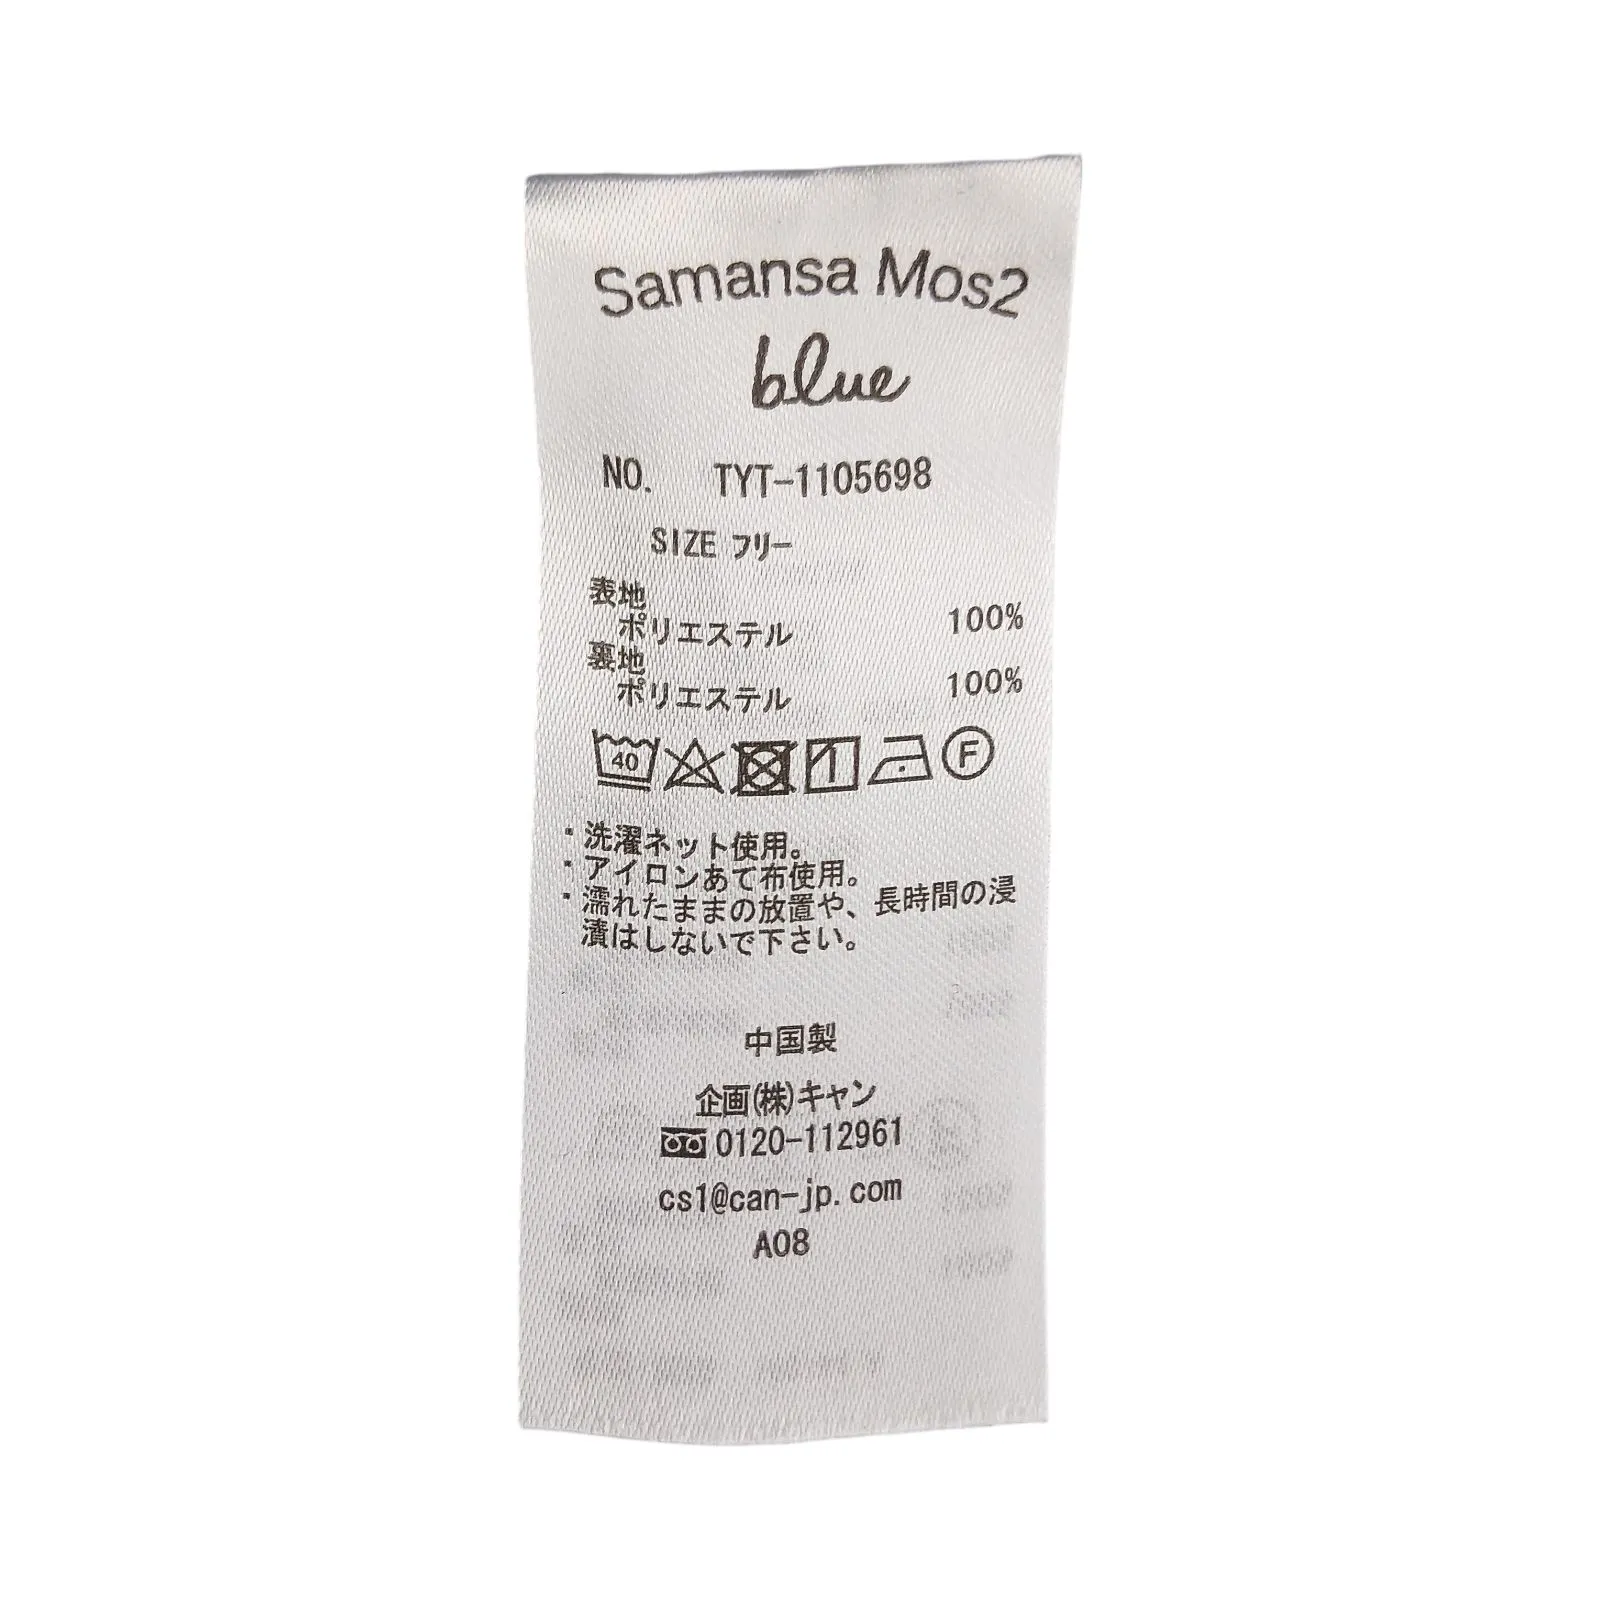 Samansa Mos2
blue
NO. TYT-1105698
SIZE フリー
表地
ポリエステル 100%
裏地
ポリエステル 100%
40 F
・洗濯ネット使用。
・アイロンあて布使用。
・濡れたままの放置や、長時間の浸
漬はしないで下さい。
中国製
企画(株)キャン
0120-112961
cs1@can-jp.com
A08